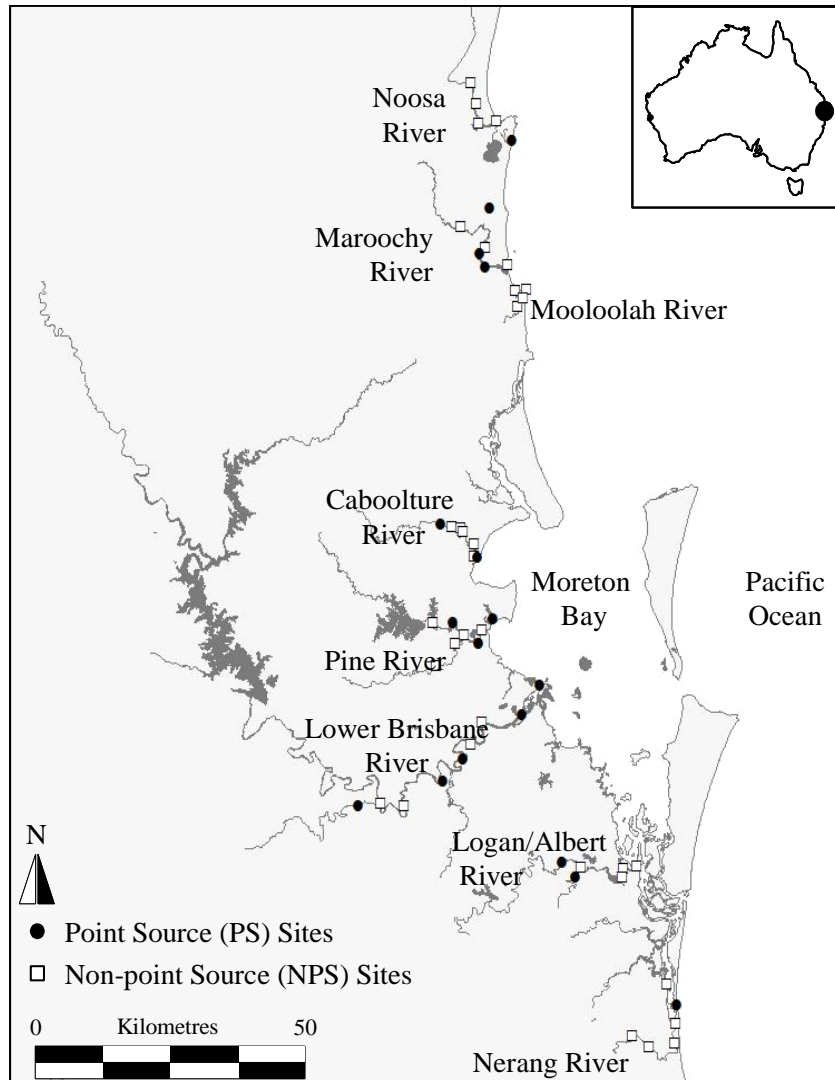 Noosa
River
Maroochy
River
Mooloolah River
Caboolture
River
Moreton
Bay
Pacific
Ocean
Pine River
Lower Brisbane
River
Logan/Albert
River
N
Point Source (PS) Sites
Non-point Source (NPS) Sites
0 Kilometres 50
Nerang River